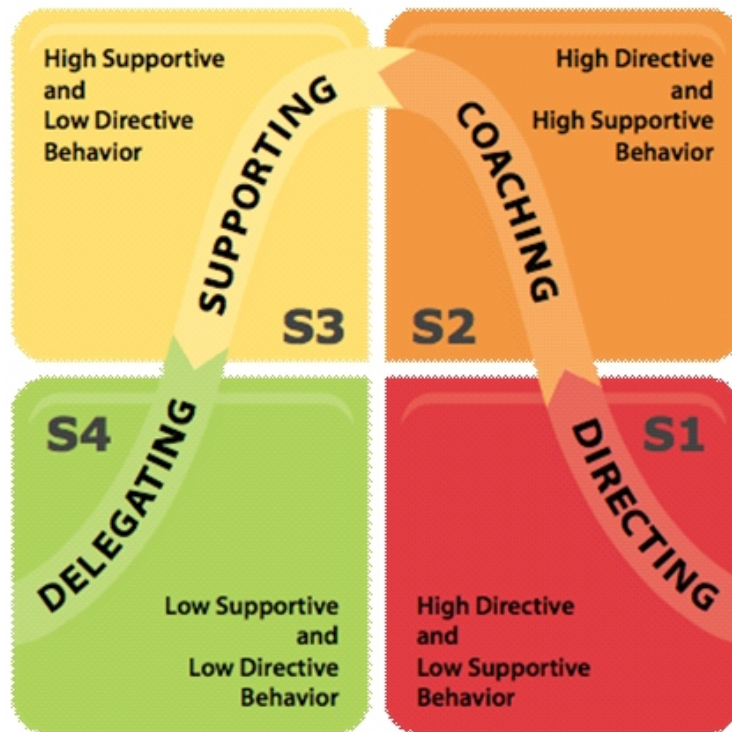 High Supportive
and
Low Directive
Behavior
SUPPORTING
S3
High Directive
and
High Supportive
Behavior
COACHING
S2
S4
DELEGATING
Low Supportive
and
Low Directive
Behavior
S1
DIRECTING
High Directive
and
Low Supportive
Behavior